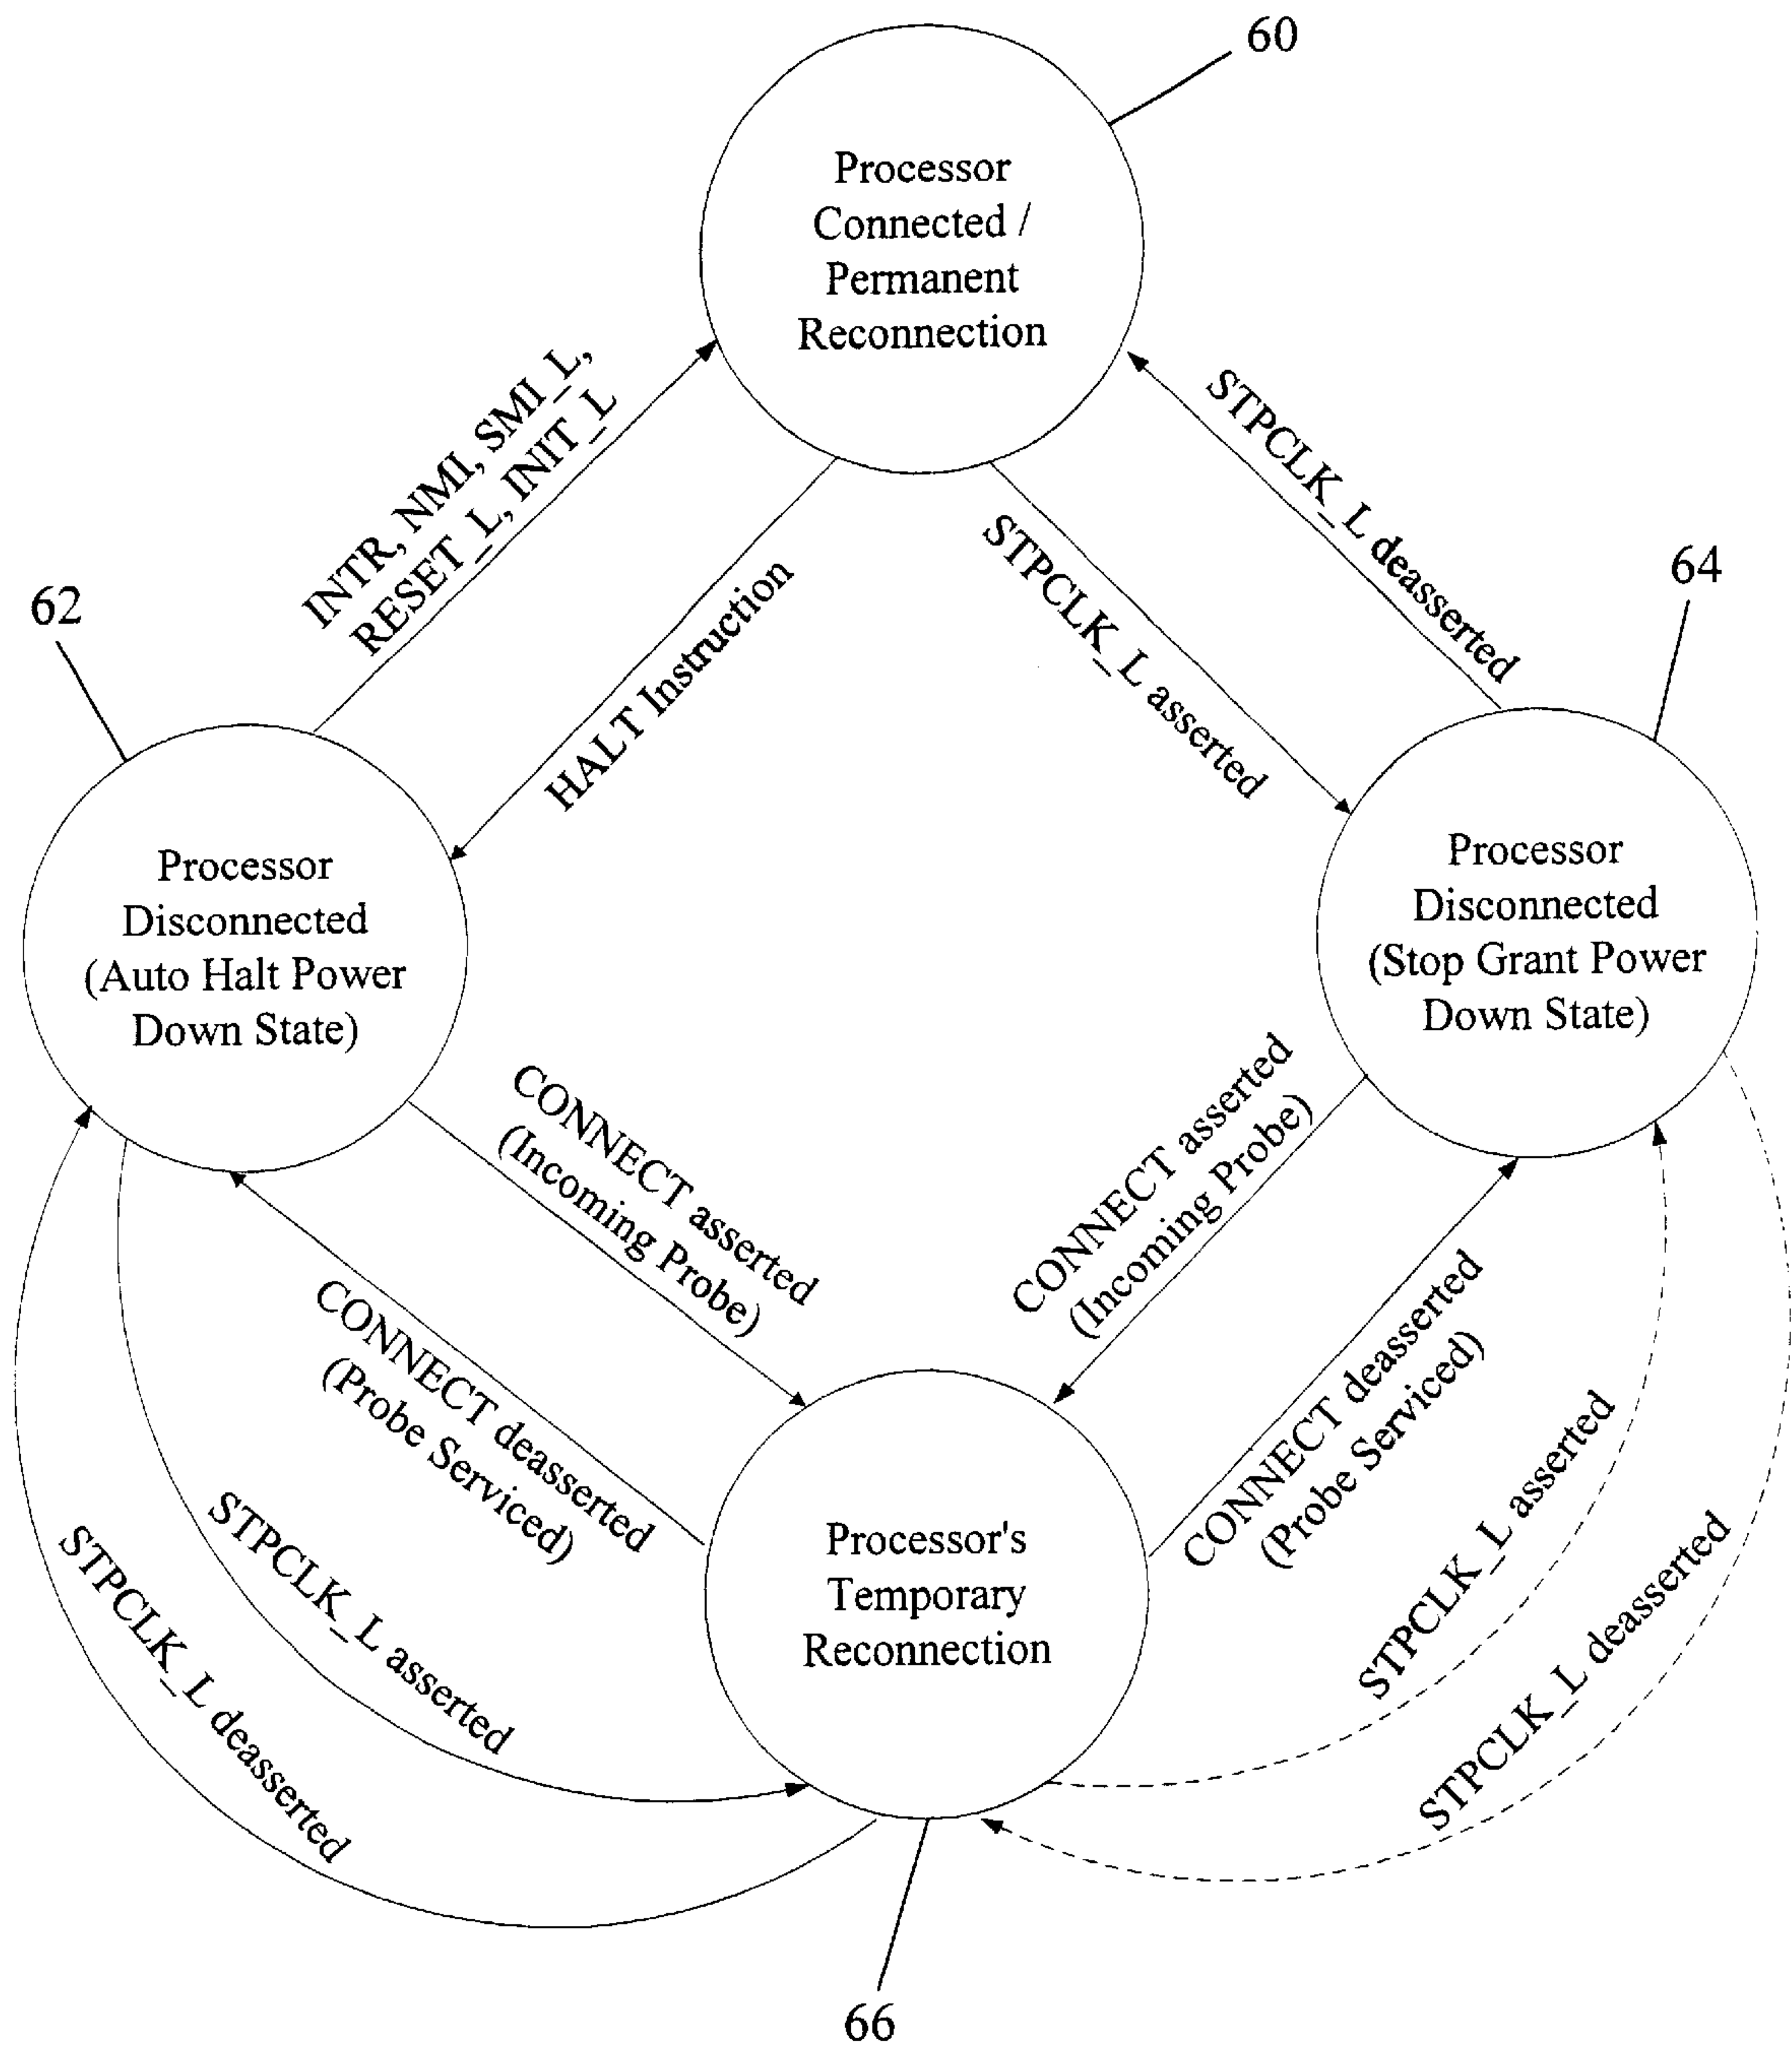 60
Processor
Connected /
Permanent
Reconnection
INTR, NMI, SMI_L,
RESET_L, INIT_L
HALT Instruction
STPCLK_L asserted
STPCLK_L deasserted
62
64
Processor
Disconnected
(Auto Halt Power
Down State)
Processor
Disconnected
(Stop Grant Power
Down State)
CONNECT asserted
(Incoming Probe)
CONNECT deasserted
(Probe Serviced)
CONNECT asserted
(Incoming Probe)
CONNECT deasserted
(Probe Serviced)
STPCLK_L deasserted
STPCLK_L asserted
Processor's
Temporary
Reconnection
STPCLK_L asserted
STPCLK_L deasserted
66